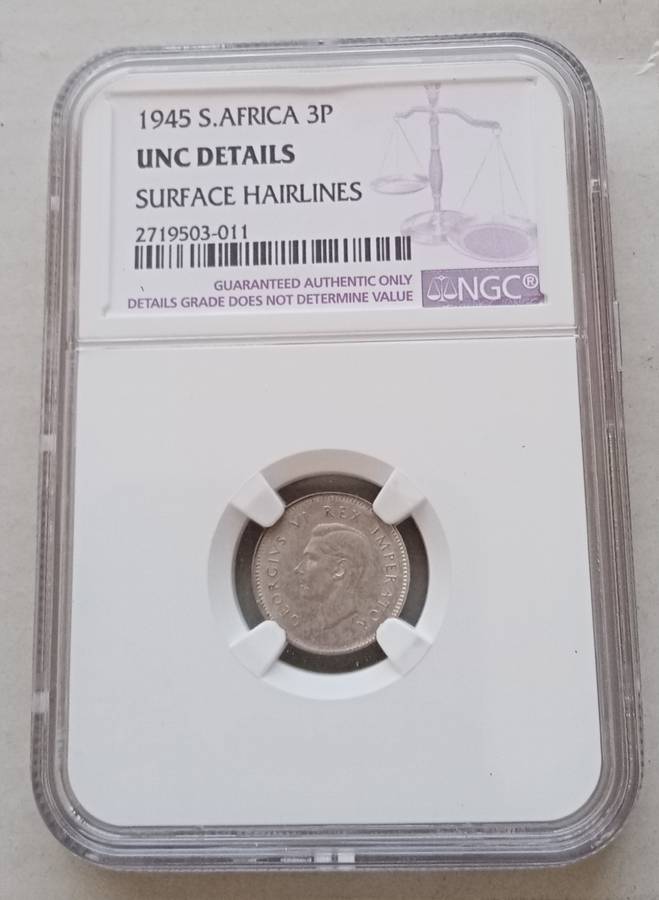 1945 S.AFRICA 3P
UNC DETAILS
SURFACE HAIRLINES
2719503-011
GUARANTEED AUTHENTIC ONLY
DETAILS GRADE DOES NOT DETERMINE VALUE
NGC®
GEORGIVS VI REX IMPERATOR